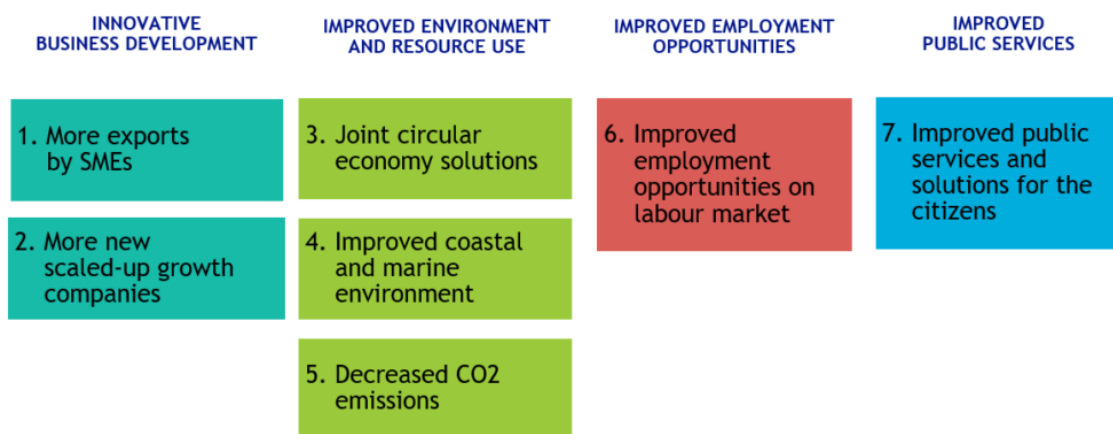 INNOVATIVE
BUSINESS DEVELOPMENT
1. More exports
by SMEs
2. More new
scaled-up growth
companies
IMPROVED ENVIRONMENT
AND RESOURCE USE
3. Joint circular
economy solutions
4. Improved coastal
and marine
environment
5. Decreased CO2
emissions
IMPROVED EMPLOYMENT
OPPORTUNITIES
6. Improved
employment
opportunities on
labour market
IMPROVED
PUBLIC SERVICES
7. Improved public
services and
solutions for the
citizens